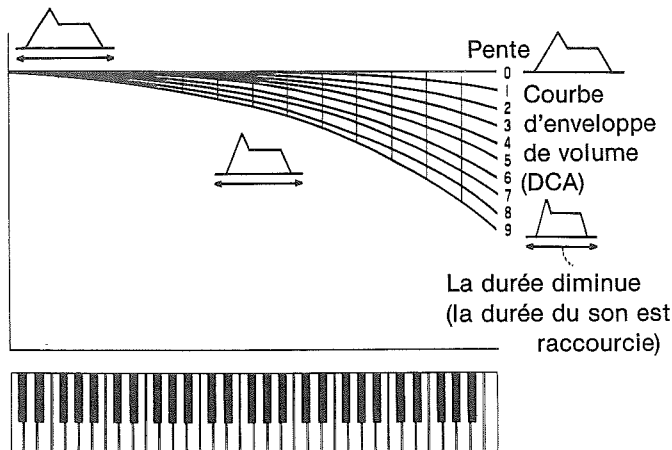 Pente
0
1
2
3
4
5
6
7
8
9
Courbe
d'enveloppe
de volume
(DCA)
La durée diminue
(la durée du son est
raccourcie)